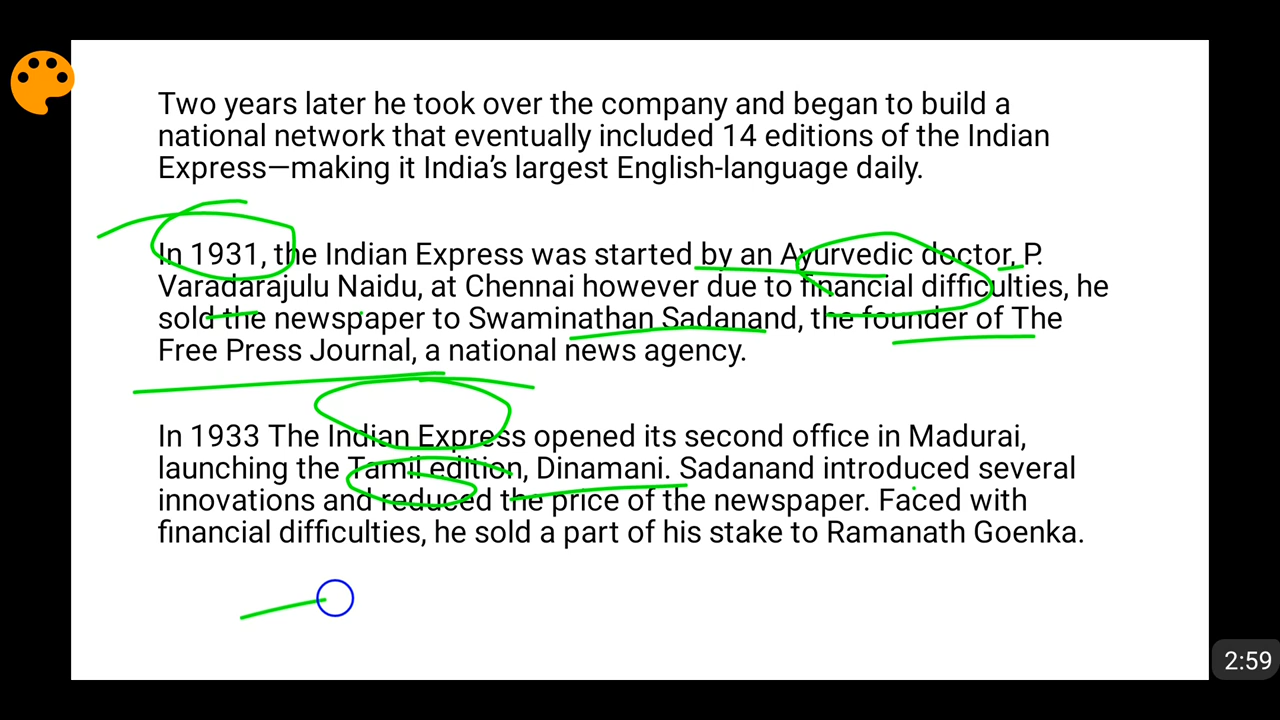 Two years later he took over the company and began to build a
national network that eventually included 14 editions of the Indian
Express—making it India’s largest English-language daily.
In 1931, the Indian Express was started by an Ayurvedic doctor, P.
Varadarajulu Naidu, at Chennai however due to financial difficulties, he
sold the newspaper to Swaminathan Sadanand, the founder of The
Free Press Journal, a national news agency.
In 1933 The Indian Express opened its second office in Madurai,
launching the Tamil edition, Dinamani. Sadanand introduced several
innovations and reduced the price of the newspaper. Faced with
financial difficulties, he sold a part of his stake to Ramanath Goenka.
2:59